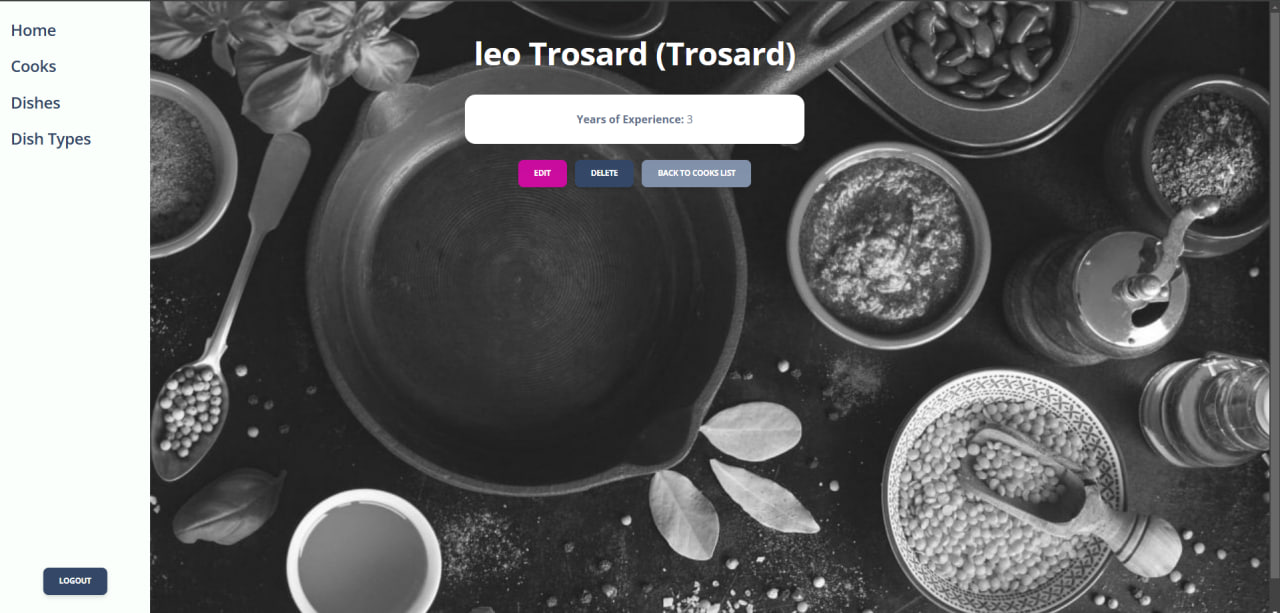 Home
Cooks
Dishes
Dish Types
LOGOUT
leo Trosard (Trosard)
Years of Experience: 3
EDIT DELETE BACK TO COOKS LIST